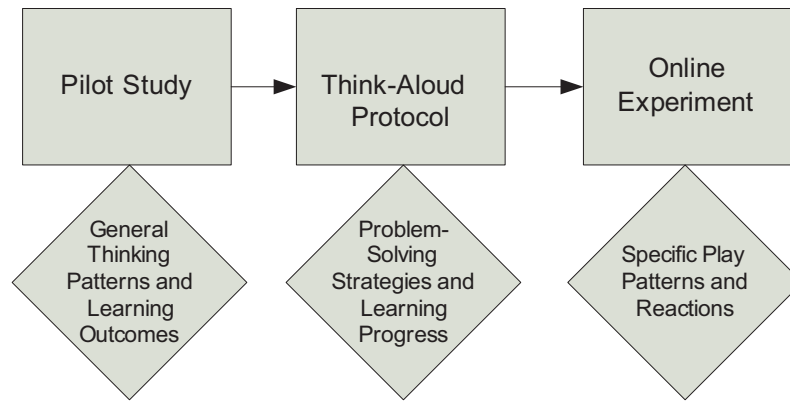 Pilot Study
Think-Aloud
Protocol
Online
Experiment
General
Thinking
Patterns and
Learning
Outcomes
Problem-
Solving
Strategies and
Learning
Progress
Specific Play
Patterns and
Reactions